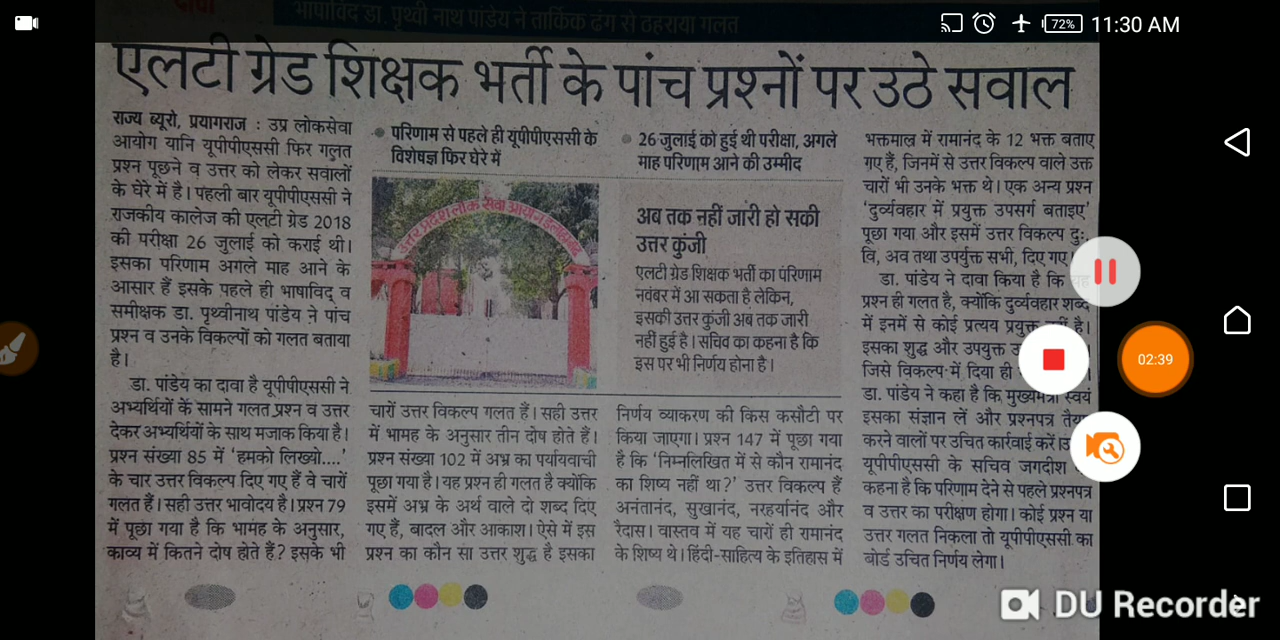 11:30 AM
72%
दावा
भाषाविद डा. पृथ्वी नाथ पांडेय ने तार्किक ढंग से ठहराया गलत
एलटी ग्रेड शिक्षक भर्ती के पांच प्रश्नों पर उठे सवाल
राज्य ब्यूरो, प्रयागराज : उप्र लोकसेवा
आयोग यानि यूपीपीएससी फिर गलत
प्रश्न पूछने व उत्तर को लेकर सवालों
के घेरे में है। पहली बार यूपीपीएससी ने
राजकीय कालेज की एलटी ग्रेड 2018
की परीक्षा 26 जुलाई को कराई थी।
इसका परिणाम अगले माह आने के
आसार हैं इसके पहले ही भाषाविद् व
समीक्षक डा. पृथ्वीनाथ पांडेय ने पांच
प्रश्न व उनके विकल्पों को गलत बताया
है।
डा. पांडेय का दावा है यूपीपीएससी ने
अभ्यर्थियों के सामने गलत प्रश्न व उत्तर
देकर अभ्यर्थियों के साथ मजाक किया है।
प्रश्न संख्या 85 में 'हमको लिख्यो....'
के चार उत्तर विकल्प दिए गए हैं वे चारों
गलत हैं। सही उत्तर भावोदय है। प्रश्न 79
में पूछा गया है कि भामह के अनुसार,
काव्य में कितने दोष होते हैं? इसके भी
परिणाम से पहले ही यूपीपीएससी के
विशेषज्ञ फिर घेरे में
26 जुलाई को हुई थी परीक्षा, अगले
माह परिणाम आने की उम्मीद
उत्तर प्रदेश लोक सेवा आयोग इलाहाबाद
अब तक नहीं जारी हो सकी
उत्तर कुंजी
एलटी ग्रेड शिक्षक भर्ती का परिणाम
नवंबर में आ सकता है लेकिन,
इसकी उत्तर कुंजी अब तक जारी
नहीं हुई है। सचिव का कहना है कि
इस पर भी निर्णय होना है।
चारों उत्तर विकल्प गलत हैं। सही उत्तर
में भामह के अनुसार तीन दोष होते हैं।
प्रश्न संख्या 102 में अभ्र का पर्यायवाची
पूछा गया है। यह प्रश्न ही गलत है क्योंकि
इसमें अभ्र के अर्थ वाले दो शब्द दिए
गए हैं, बादल और आकाश। ऐसे में इस
प्रश्न का कौन सा उत्तर शुद्ध है इसका
निर्णय व्याकरण की किस कसौटी पर
किया जाएगा। प्रश्न 147 में पूछा गया
है कि 'निम्नलिखित में से कौन रामानंद
का शिष्य नहीं था?' उत्तर विकल्प हैं
अनंतानंद, सुखानंद, नरहर्यानंद और
रैदास। वास्तव में यह चारों ही रामानंद
के शिष्य थे। हिंदी-साहित्य के इतिहास में
भक्तमाल में रामानंद के 12 भक्त बताए
गए हैं, जिनमें से उत्तर विकल्प वाले उक्त
चारों भी उनके भक्त थे। एक अन्य प्रश्न
'दुर्व्यवहार में प्रयुक्त उपसर्ग बताइए'
पूछा गया और इसमें उत्तर विकल्प दुः,
वि, अव तथा उपर्युक्त सभी, दिए गए
डा. पांडेय ने दावा किया है कि यह
प्रश्न ही गलत है, क्योंकि दुर्व्यवहार शब्द
में इनमें से कोई प्रत्यय प्रयुक्त नहीं है।
इसका शुद्ध और उपयुक्त
जिसे विकल्प में दिया ही
डा. पांडेय ने कहा है कि मुख्यमंत्री स्वयं
इसका संज्ञान लें और प्रश्नपत्र तैयार
करने वालों पर उचित कार्रवाई करें।
यूपीपीएससी के सचिव जगदीश
कहना है कि परिणाम देने से पहले प्रश्नपत्र
व उत्तर का परीक्षण होगा। कोई प्रश्न या
उत्तर गलत निकला तो यूपीपीएससी का
बोर्ड उचित निर्णय लेगा।
02:39
DU Recorder